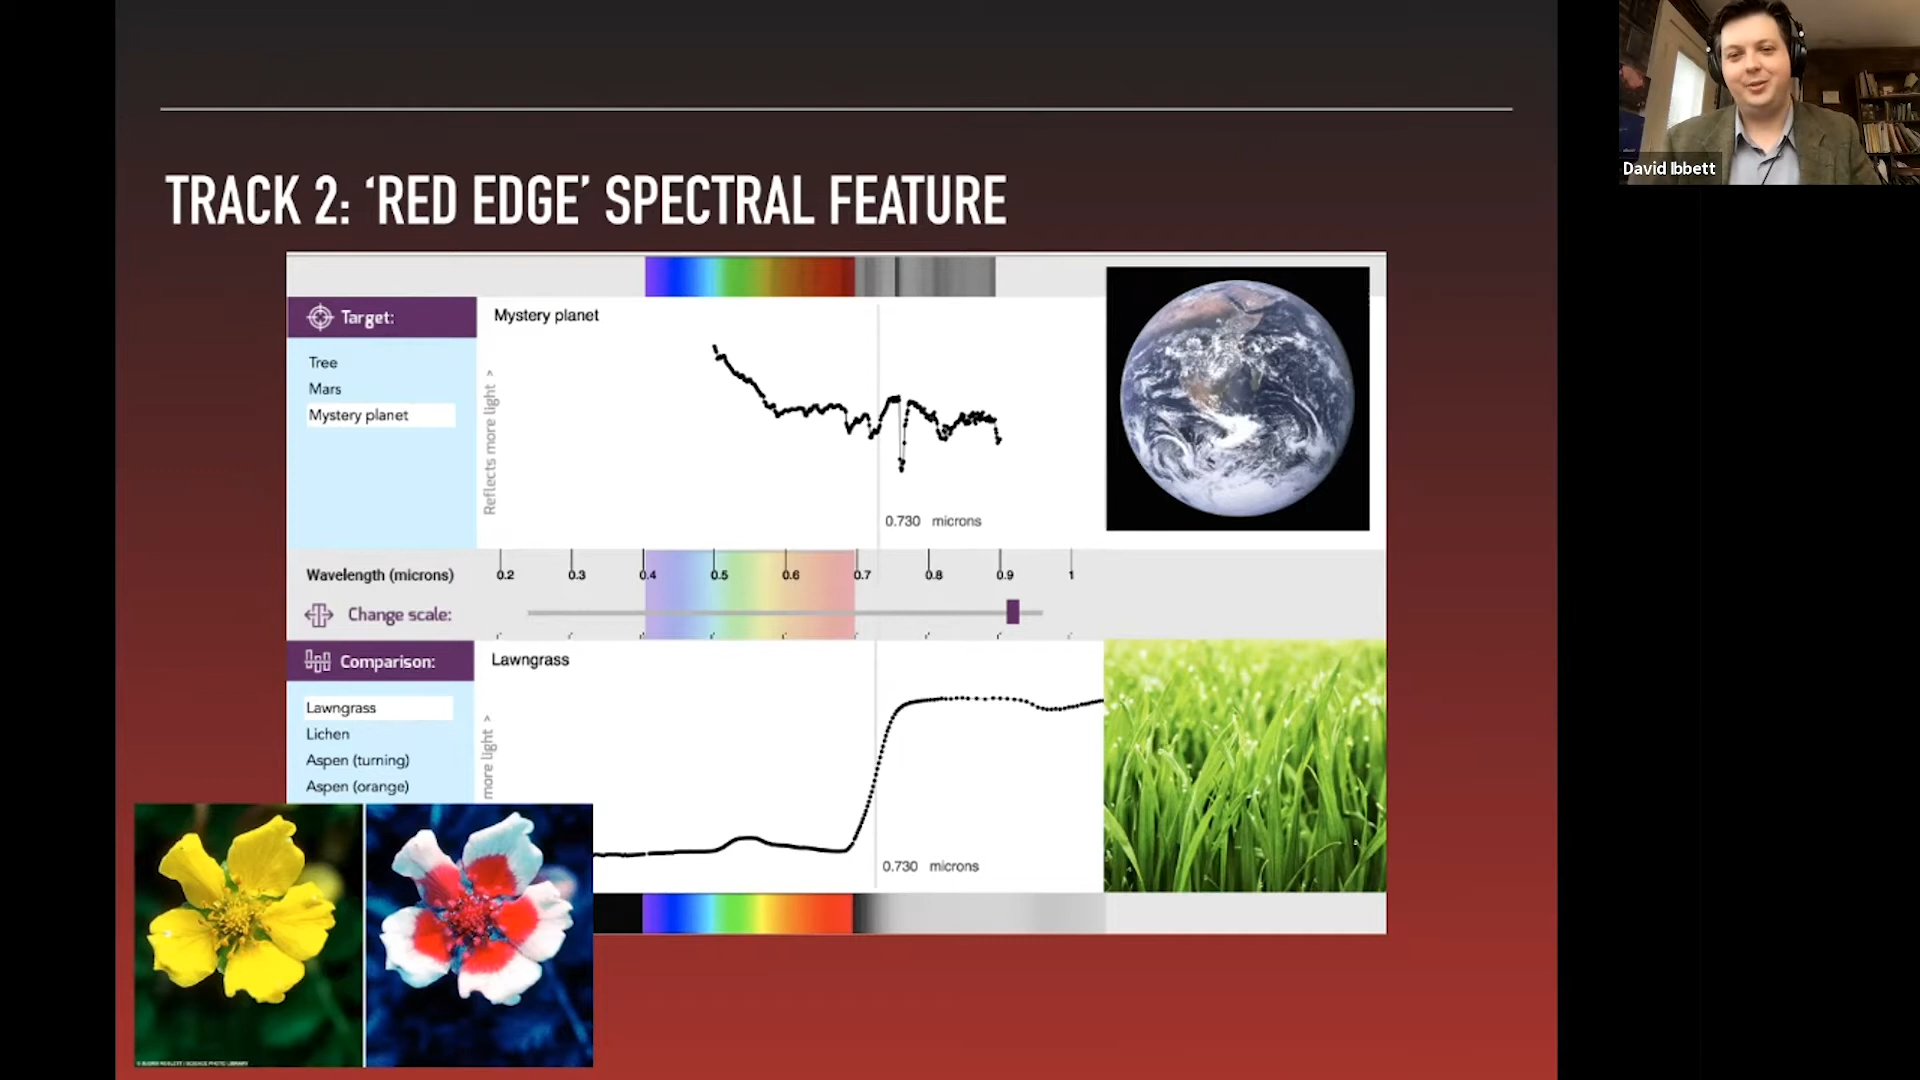 David Ibbett
TRACK 2: ‘RED EDGE’ SPECTRAL FEATURE
Target:
Tree
Mars
Mystery planet
Mystery planet
Reflects more light >
0.730 microns
Wavelength (microns)
0.2 0.3 0.4 0.5 0.6 0.7 0.8 0.9 1
Change scale:
Comparison:
Lawngrass
Lichen
Aspen (turning)
Aspen (orange)
Lawngrass
more light >
0.730 microns